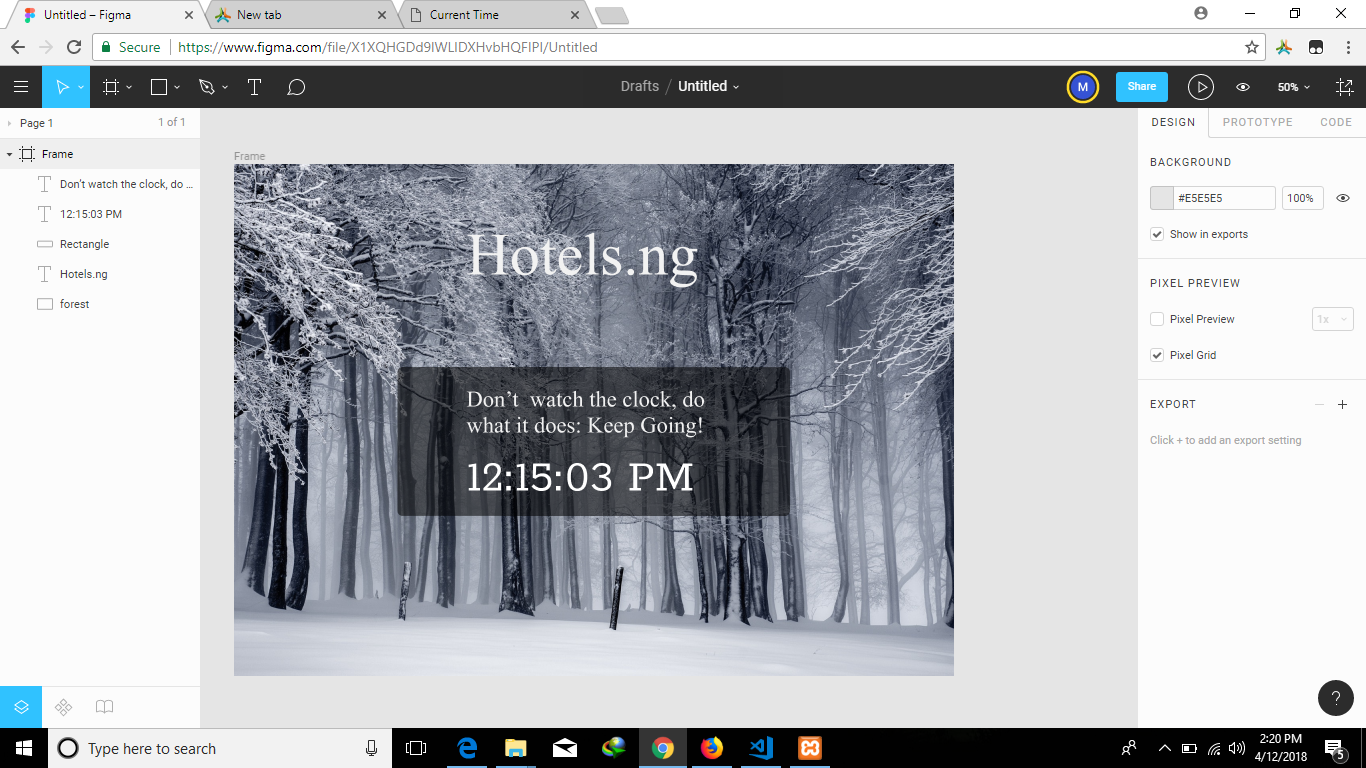 Untitled – Figma
New tab
Current Time
Secure
https://www.figma.com/file/X1XQHGDd9IWLIDXHvbHQFIPI/Untitled
Drafts / Untitled
M
Share
50%
Page 1
1 of 1
Frame
Don't watch the clock, do ...
12:15:03 PM
Rectangle
Hotels.ng
forest
Frame
Hotels.ng
Don’t  watch the clock, do
what it does: Keep Going!
12:15:03 PM
DESIGN
PROTOTYPE
CODE
BACKGROUND
#E5E5E5
100%
Show in exports
PIXEL PREVIEW
Pixel Preview
1x
Pixel Grid
EXPORT
Click + to add an export setting
?
Type here to search
2:20 PM
4/12/2018
5